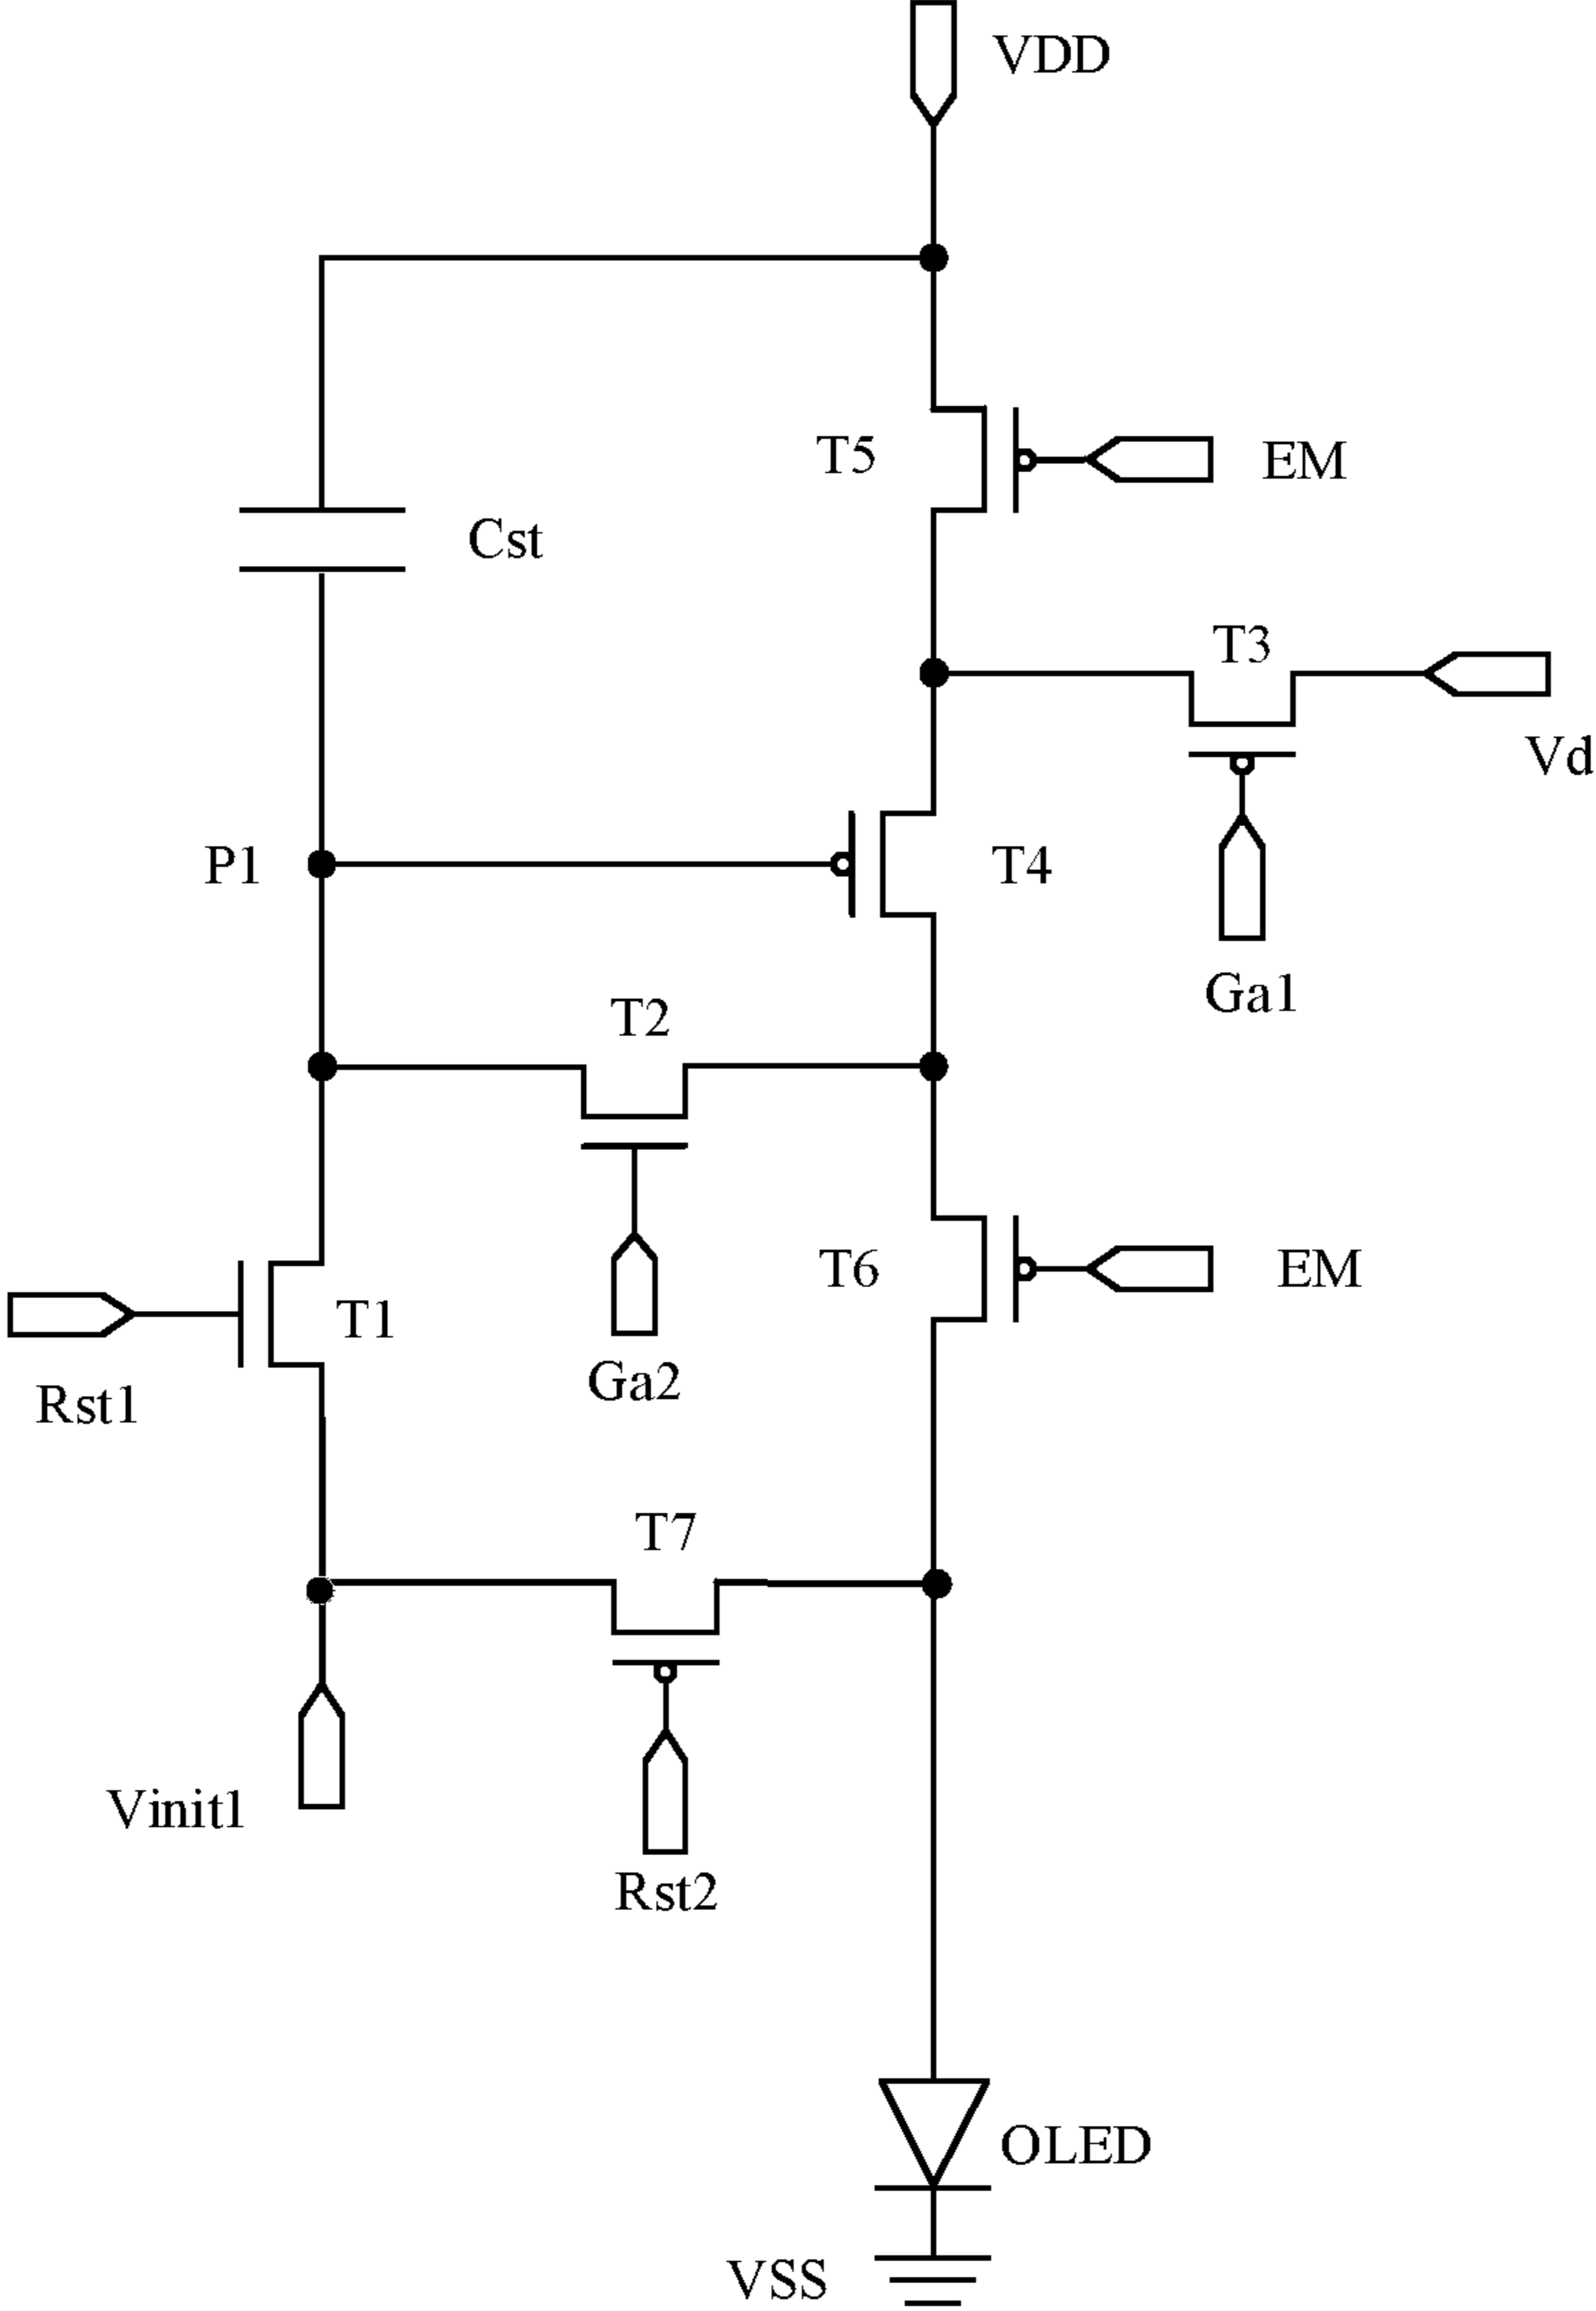 VDD
T5
EM
Cst
T3
Vd
P1
T4
Ga1
T2
T6
EM
T1
Ga2
Rst1
T7
Vinit1
Rst2
OLED
VSS